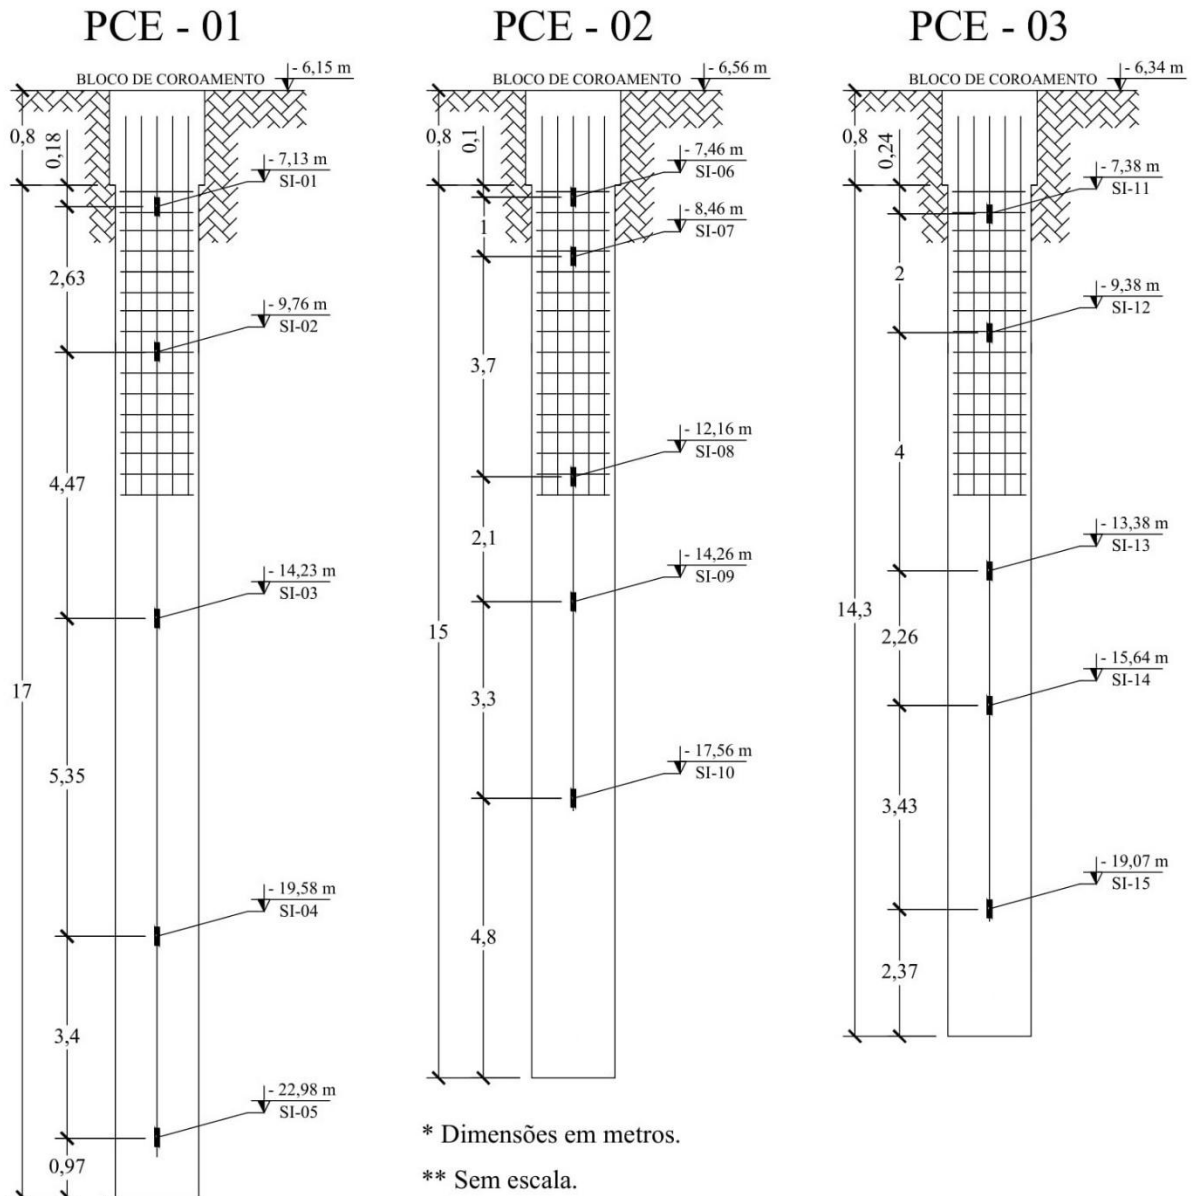 PCE - 01
BLOCO DE COROAMENTO
- 6,15 m
0,8
0,18
- 7,13 m
SI-01
2,63
- 9,76 m
SI-02
4,47
- 14,23 m
SI-03
17
5,35
- 19,58 m
SI-04
3,4
- 22,98 m
SI-05
0,97
PCE - 02
BLOCO DE COROAMENTO
- 6,56 m
0,8
0,1
- 7,46 m
SI-06
1
- 8,46 m
SI-07
3,7
- 12,16 m
SI-08
2,1
- 14,26 m
SI-09
15
3,3
- 17,56 m
SI-10
4,8
PCE - 03
BLOCO DE COROAMENTO
- 6,34 m
0,8
0,24
- 7,38 m
SI-11
2
- 9,38 m
SI-12
4
- 13,38 m
SI-13
14,3
2,26
- 15,64 m
SI-14
3,43
- 19,07 m
SI-15
2,37
* Dimensões em metros.
** Sem escala.